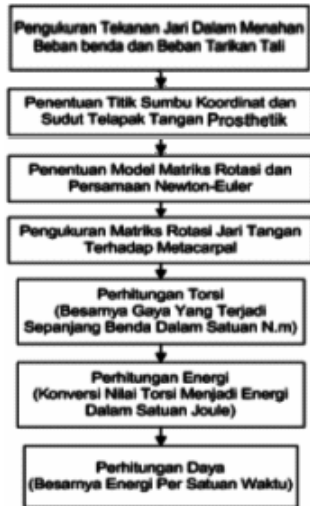 Pengukuran Tekanan Jari Dalam Menahan
Beban benda dan Beban Tarikan Tali
Penentuan Titik Sumbu Koordinat dan
Sudut Telapak Tangan Prosthetik
Penentuan Model Matriks Rotasi dan
Persamaan Newton-Euler
Pengukuran Matriks Rotasi Jari Tangan
Terhadap Metacarpal
Perhitungan Torsi
(Besarnya Gaya Yang Terjadi
Sepanjang Benda Dalam Satuan N.m)
Perhitungan Energi
(Konversi Nilai Torsi Menjadi Energi
Dalam Satuan Joule)
Perhitungan Daya
(Besarnya Energi Per Satuan Waktu)